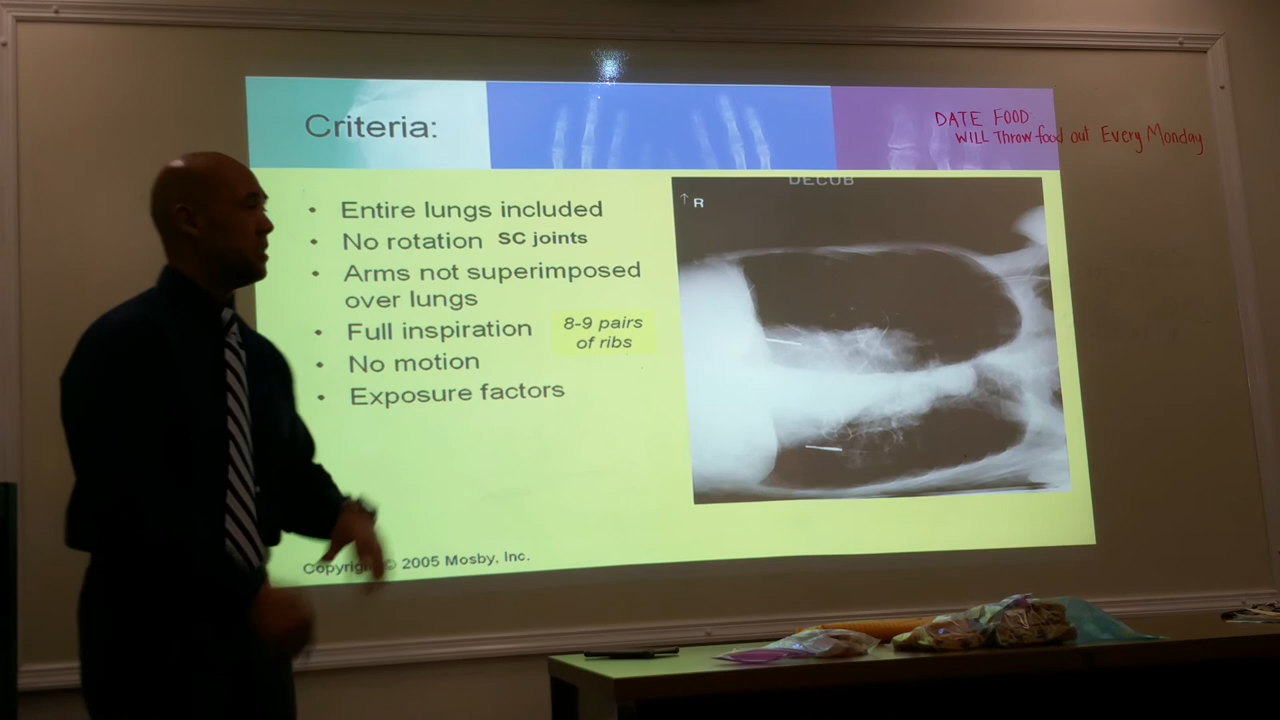 Criteria:
DATE FOOD
WILL Throw food out Every Monday
• Entire lungs included
• No rotation SC joints
• Arms not superimposed
over lungs
• Full inspiration
8-9 pairs
of ribs
• No motion
• Exposure factors
DECUB
↑ R
Copyright © 2005 Mosby, Inc.